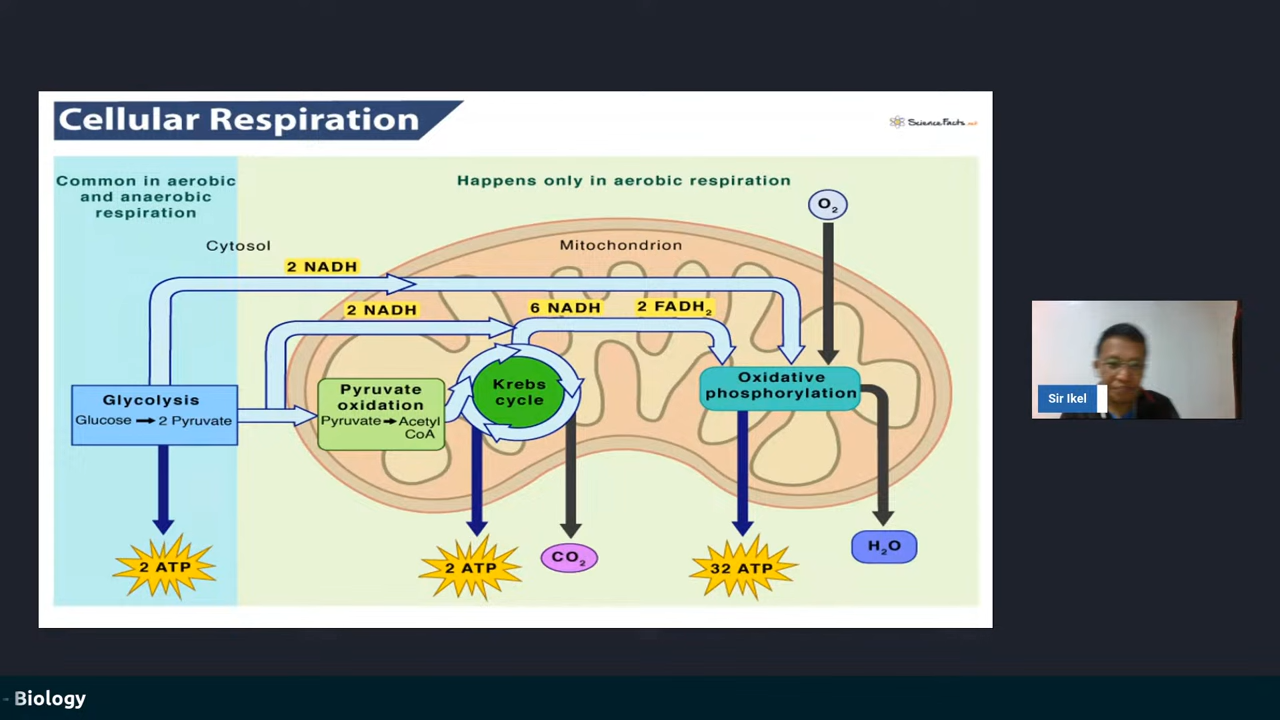 Cellular Respiration
ScienceFacts.net
Common in aerobic
and anaerobic
respiration
Happens only in aerobic respiration
O₂
Cytosol
Mitochondrion
2 NADH
2 NADH
6 NADH
2 FADH₂
Glycolysis
Glucose → 2 Pyruvate
Pyruvate
oxidation
Pyruvate → Acetyl
CoA
Krebs
cycle
Oxidative
phosphorylation
2 ATP
2 ATP
CO₂
32 ATP
H₂O
Sir Ikel
- Biology